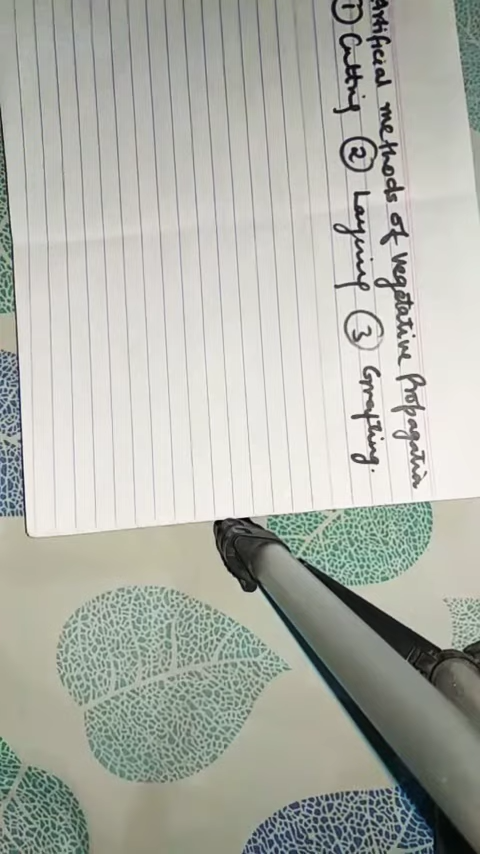 Artificial methods of vegetative Propagation
① Cutting ② Layering ③ Grafting.